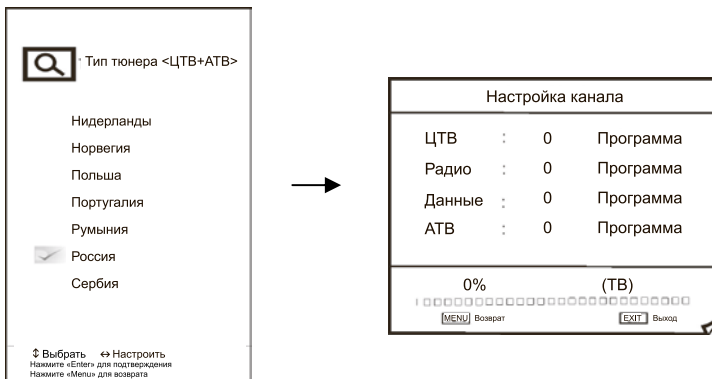 Тип тюнера <ЦТВ+АТВ>
Нидерланды
Норвегия
Польша
Португалия
Румыния
Россия
Сербия
Выбрать Настроить
Нажмите «Enter» для подтверждения
Нажмите «Menu» для возврата
Настройка канала
ЦТВ : 0 Программа
Радио : 0 Программа
Данные : 0 Программа
АТВ : 0 Программа
0% (ТВ)
MENU Возврат EXIT Выход